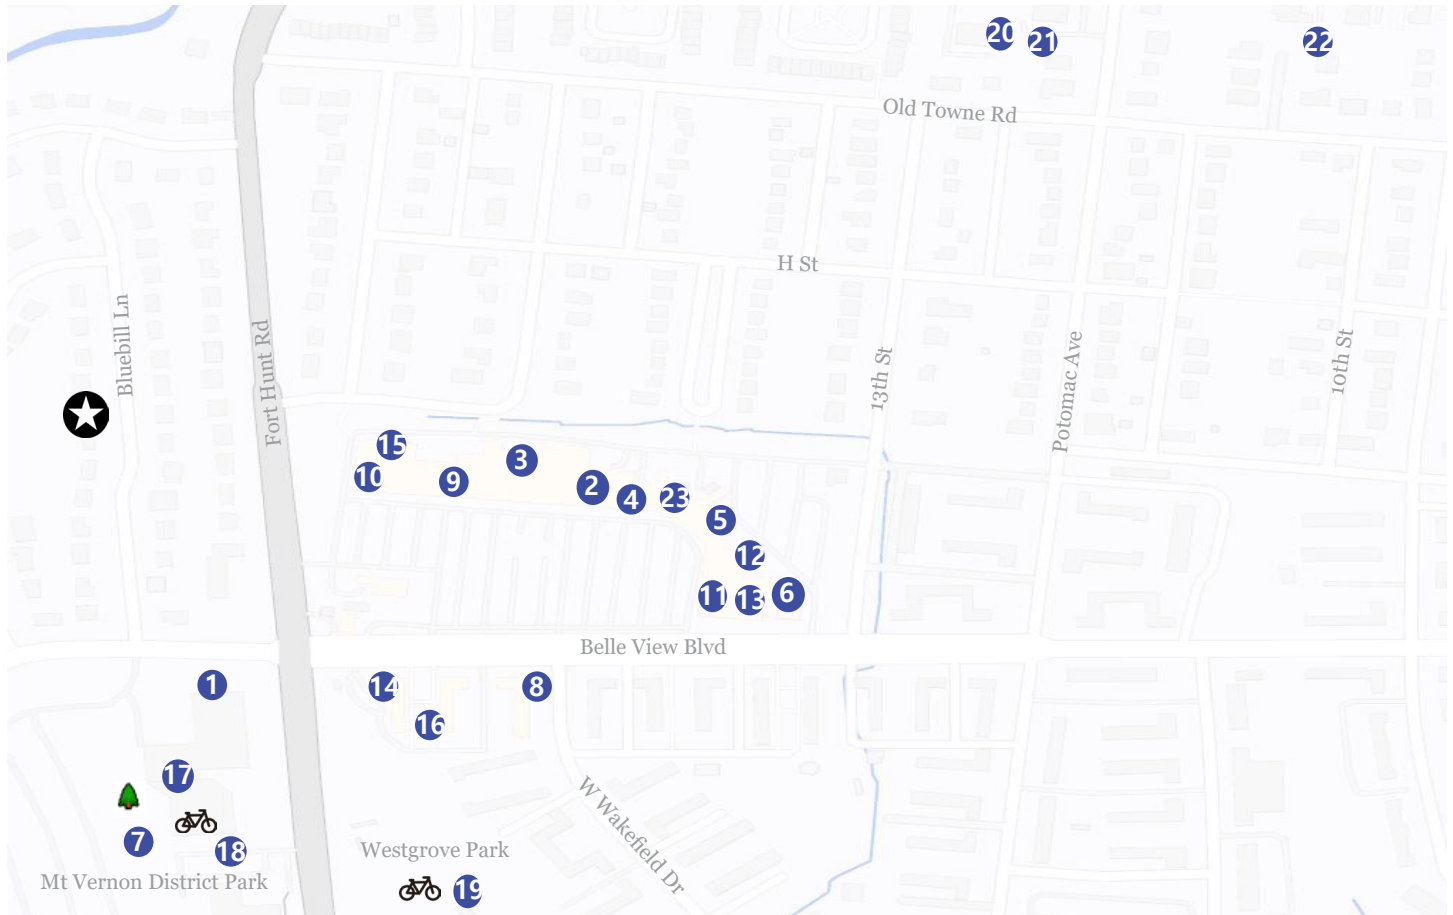 20
21
22
Old Towne Rd
H St
Bluebill Ln
Fort Hunt Rd
13th St
Potomac Ave
10th St
15
10
9
3
2
4
23
5
12
11
13
6
Belle View Blvd
1
14
8
16
17
7
18
W Wakefield Dr
Westgrove Park
Mt Vernon District Park
19